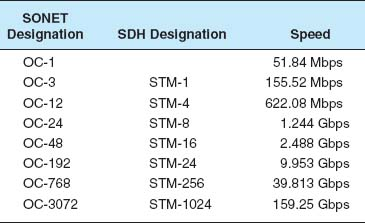 SONET Designation SDH Designation Speed
OC-1 51.84 Mbps
OC-3 STM-1 155.52 Mbps
OC-12 STM-4 622.08 Mbps
OC-24 STM-8 1.244 Gbps
OC-48 STM-16 2.488 Gbps
OC-192 STM-24 9.953 Gbps
OC-768 STM-256 39.813 Gbps
OC-3072 STM-1024 159.25 Gbps